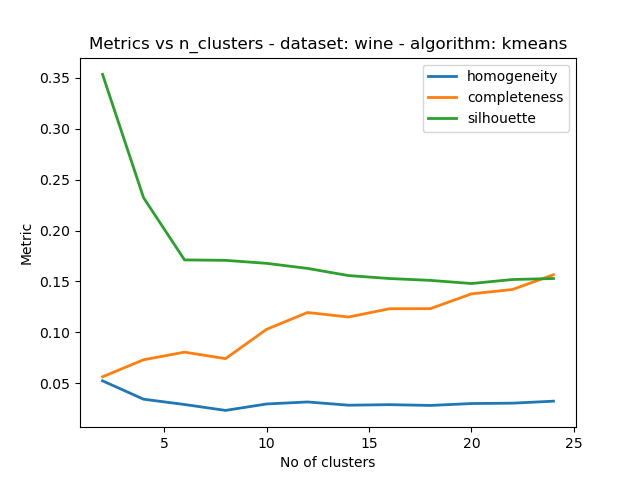 Metrics vs n_clusters - dataset: wine - algorithm: kmeans
homogeneity
completeness
silhouette
0.35
0.30
0.25
0.20
0.15
0.10
0.05
Metric
5
10
15
20
25
No of clusters